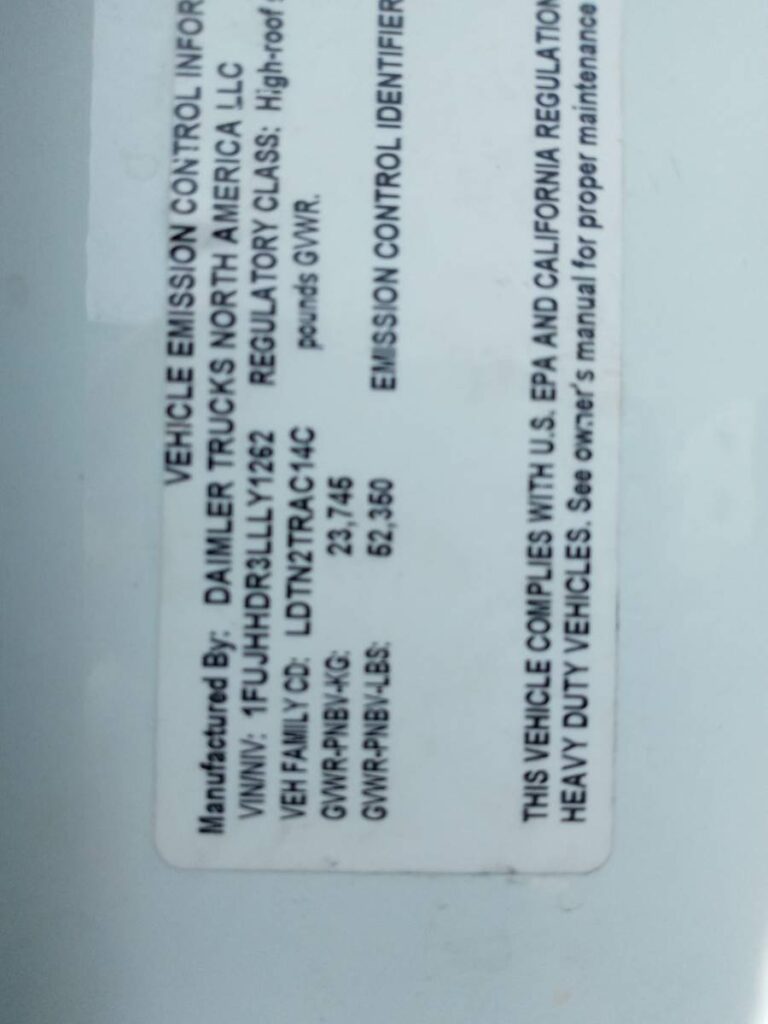 VEHICLE EMISSION CONTROL INFOR
Manufactured By: DAIMLER TRUCKS NORTH AMERICA LLC
VIN/NIV: 1FUJHHDR3LLLY1262 REGULATORY CLASS: High-roof
VEH FAMILY CD: LDTN2TRAC14C pounds GVWR.
GVWR-PNBV-KG: 23,745
GVWR-PNBV-LBS: 52,350 EMISSION CONTROL IDENTIFIER
THIS VEHICLE COMPLIES WITH U.S. EPA AND CALIFORNIA REGULATION
HEAVY DUTY VEHICLES. See owner's manual for proper maintenance